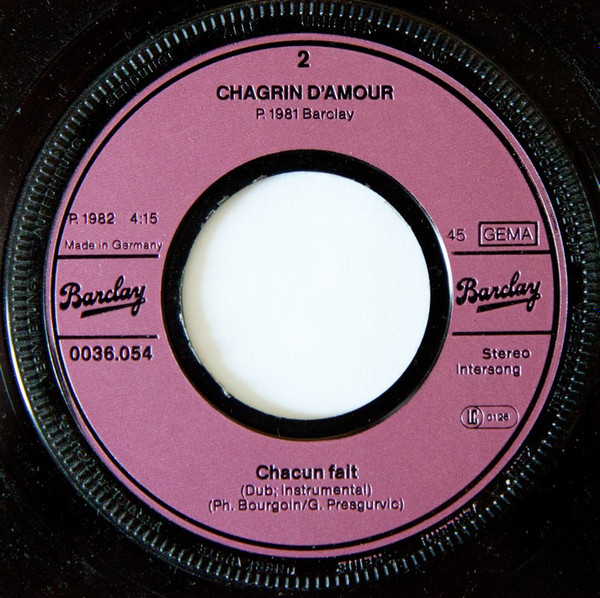 2
CHAGRIN D'AMOUR
P. 1981 Barclay
P. 1982 4:15
Made in Germany
45 GEMA
Barclay
Barclay
0036.054
Stereo
Intersong
LC 0126
Chacun fait
(Dub; Instrumental)
(Ph. Bourgoin/G. Presgurvic)